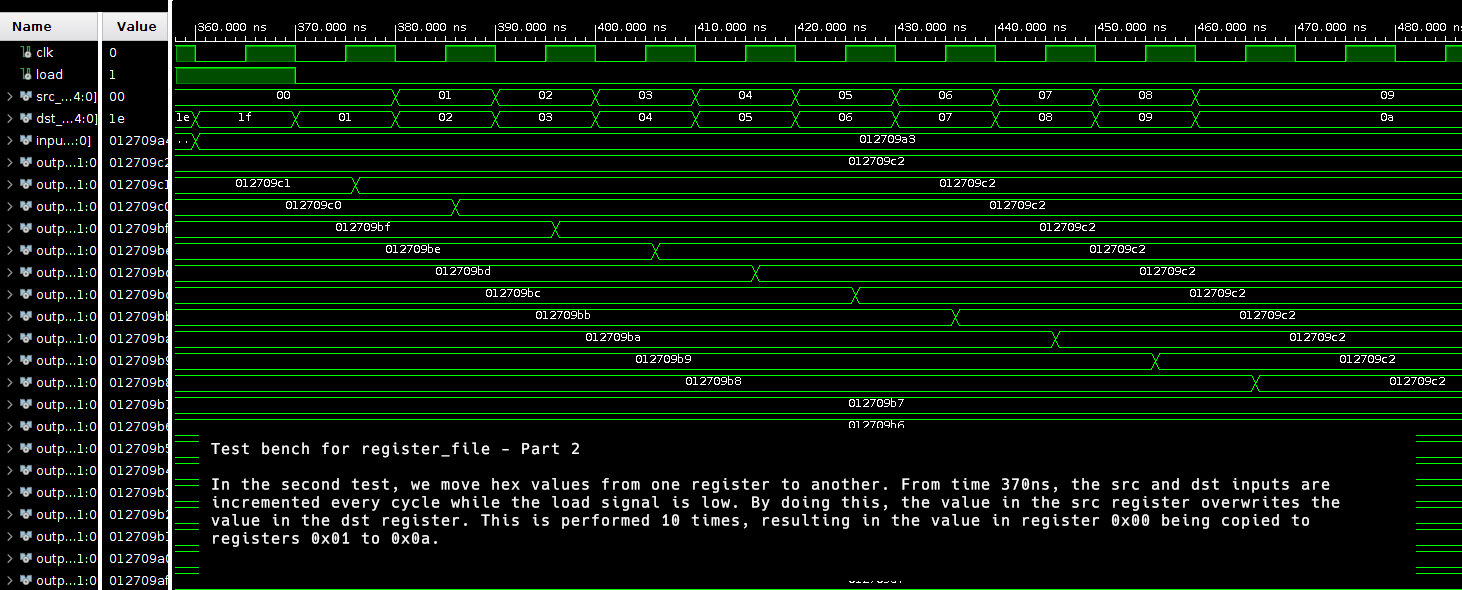 Name Value 360.000 ns 370.000 ns 380.000 ns 390.000 ns 400.000 ns 410.000 ns 420.000 ns 430.000 ns 440.000 ns 450.000 ns 460.000 ns 470.000 ns 480.000
clk 0
load 1
src_...4:0] 00 00 01 02 03 04 05 06 07 08 09
dst_...4:0] 1e 1e 1f 01 02 03 04 05 06 07 08 09 0a
inpu...:0] 012709a4 .. 012709a3
outp...1:0 012709c2 012709c2
outp...1:0 012709c1 012709c1 012709c2
outp...1:0 012709c0 012709c0 012709c2
outp...1:0 012709bf 012709bf 012709c2
outp...1:0 012709be 012709be 012709c2
outp...1:0 012709bd 012709bd 012709c2
outp...1:0 012709bc 012709bc 012709c2
outp...1:0 012709bb 012709bb 012709c2
outp...1:0 012709ba 012709ba 012709c2
outp...1:0 012709b9 012709b9 012709c2
outp...1:0 012709b8 012709b8 012709c2
outp...1:0 012709b7 012709b7
outp...1:0 012709b6 012709b6
outp...1:0 012709b5
outp...1:0 012709b4
outp...1:0 012709b3
outp...1:0 012709b2
outp...1:0 012709b1
outp...1:0 012709a0
outp...1:0 012709af
Test bench for register_file - Part 2
In the second test, we move hex values from one register to another. From time 370ns, the src and dst inputs are
incremented every cycle while the load signal is low. By doing this, the value in the src register overwrites the
value in the dst register. This is performed 10 times, resulting in the value in register 0x00 being copied to
registers 0x01 to 0x0a.